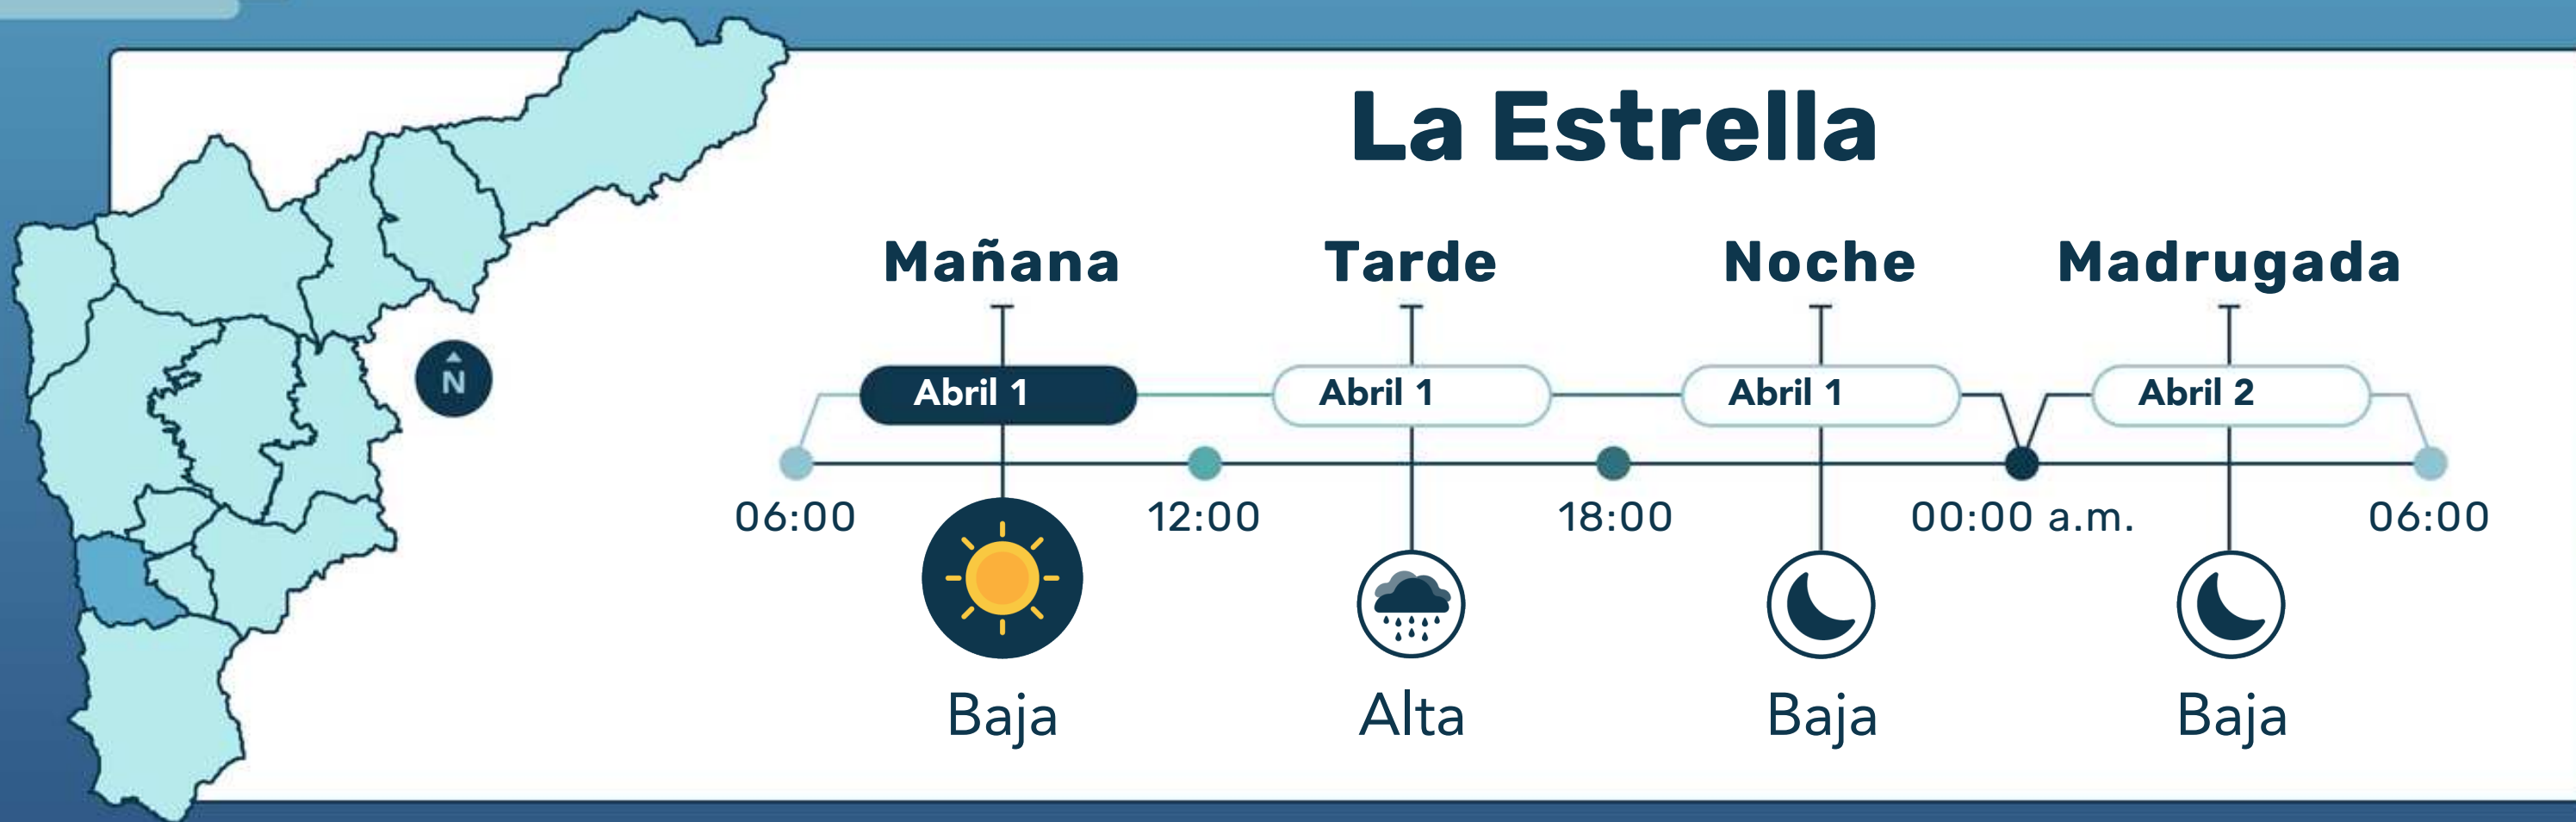 La Estrella
Mañana Tarde Noche Madrugada
Abril 1 Abril 1 Abril 1 Abril 2
N
06:00 12:00 18:00 00:00 a.m. 06:00
Baja Alta Baja Baja